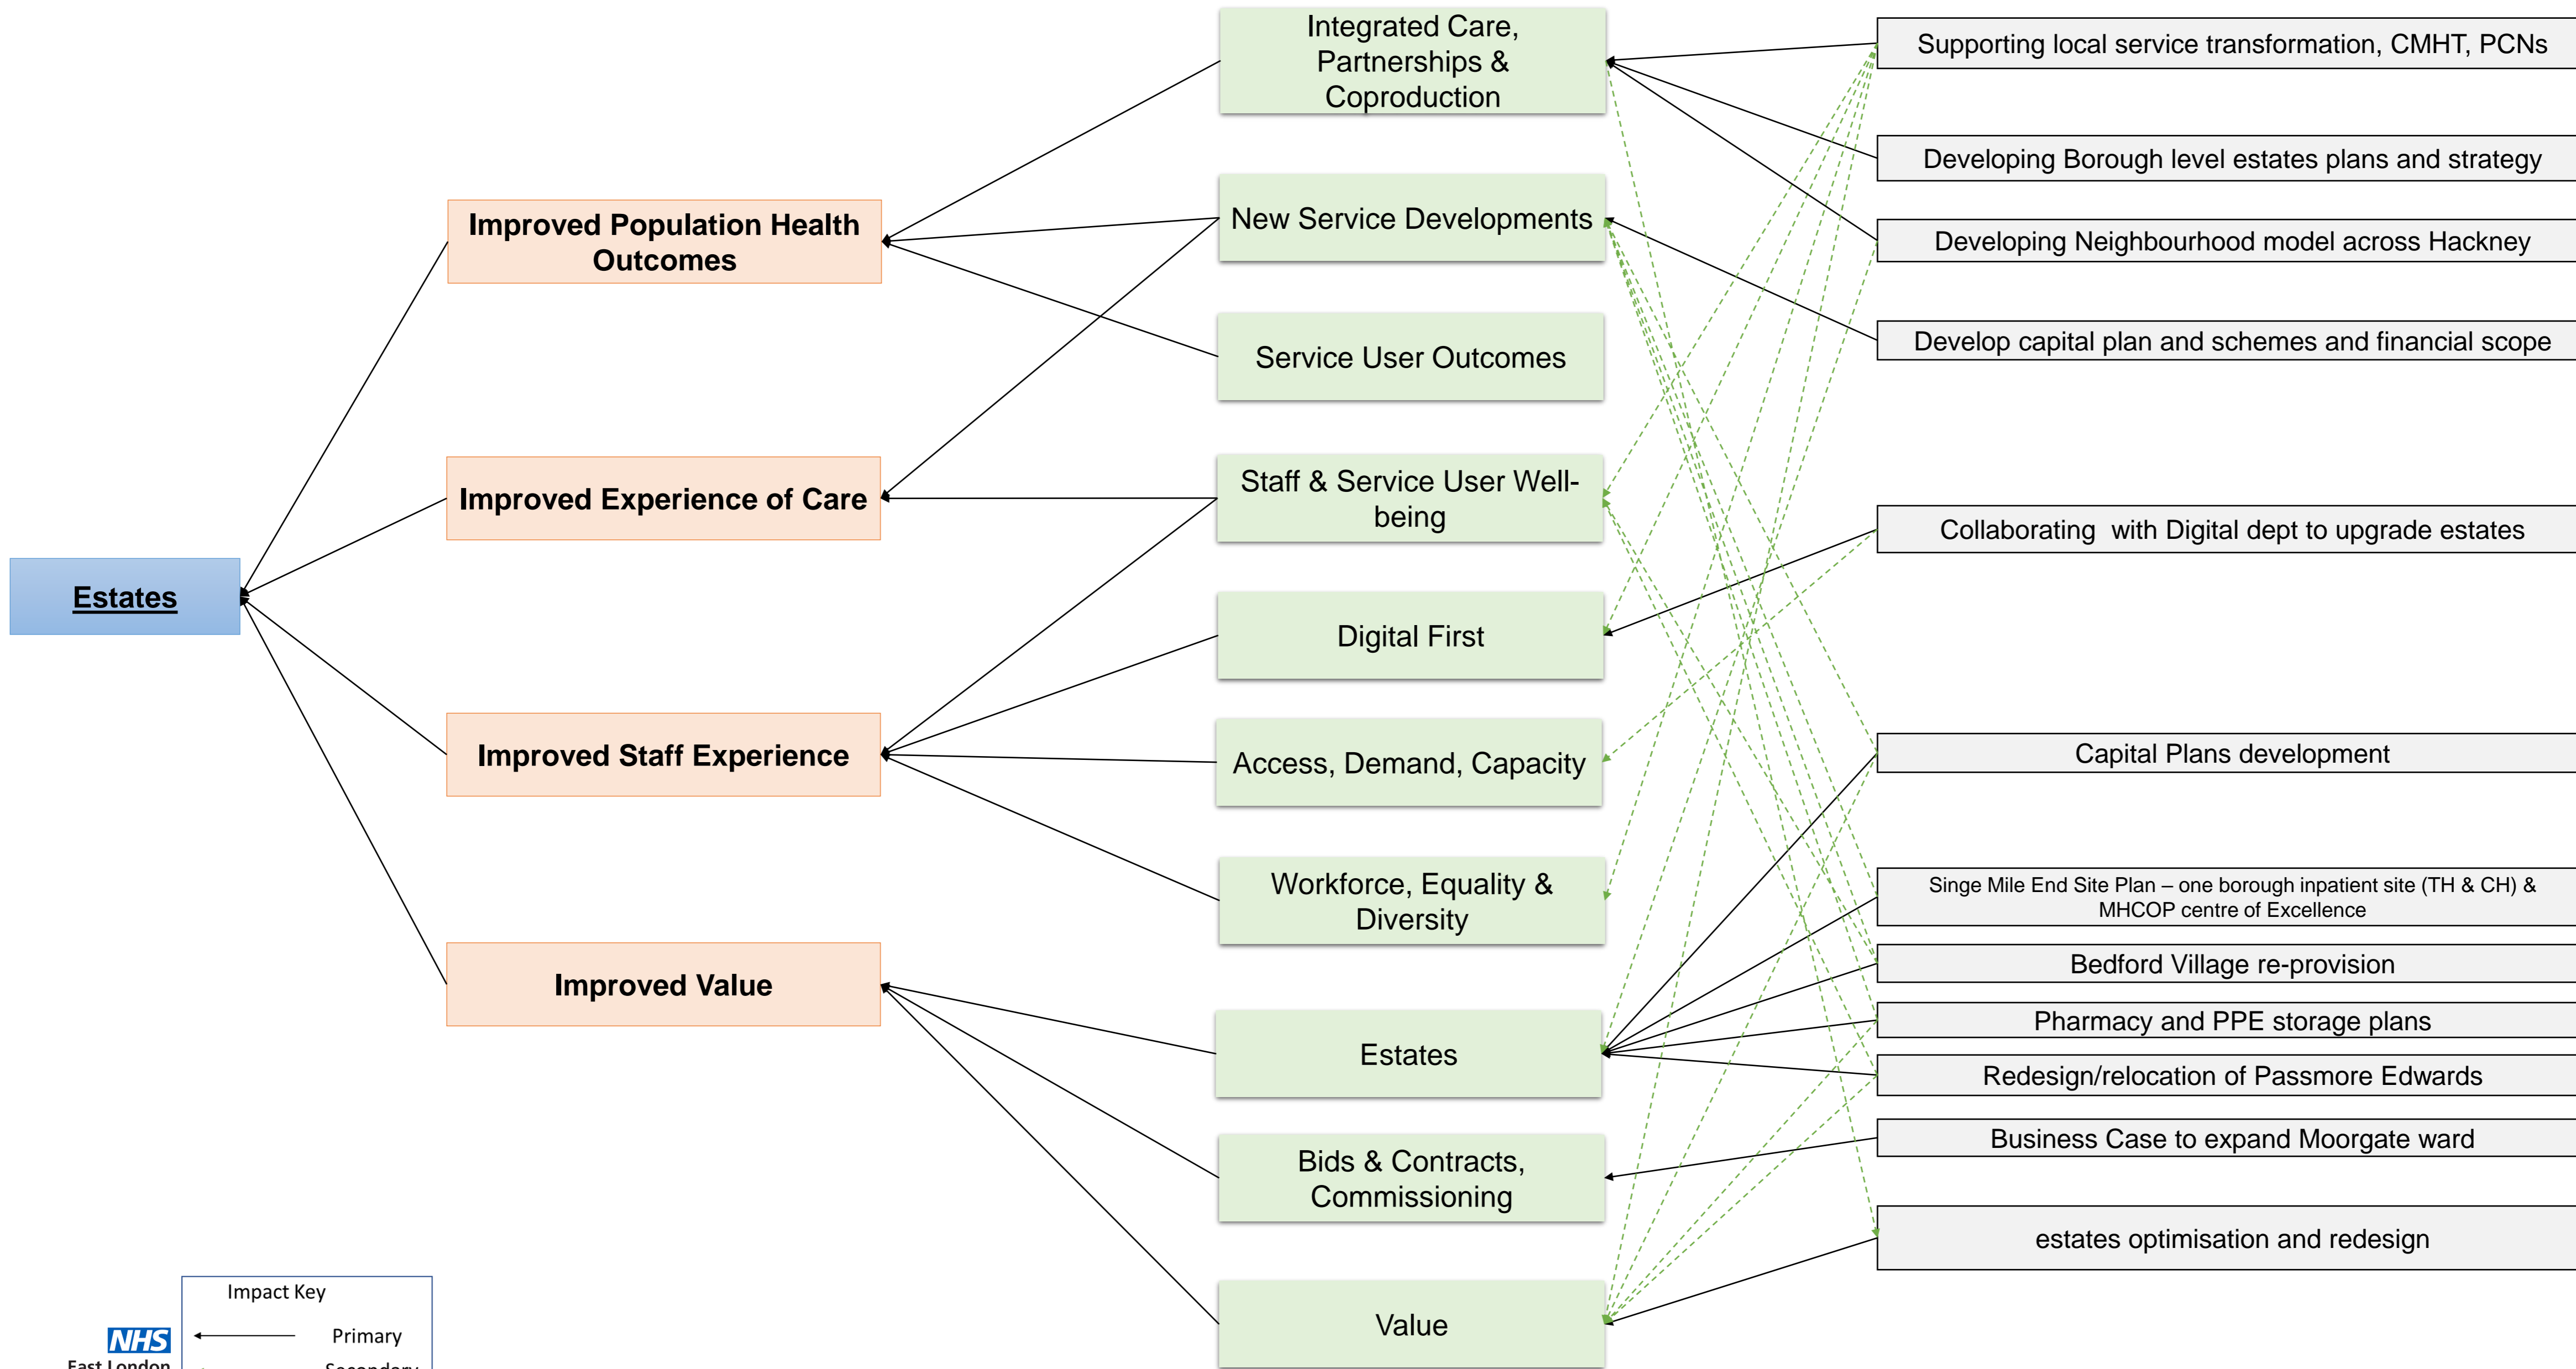 Estates
Improved Population Health
Outcomes
Improved Experience of Care
Improved Staff Experience
Improved Value
Integrated Care,
Partnerships &
Coproduction
New Service Developments
Service User Outcomes
Staff & Service User Well-
being
Digital First
Access, Demand, Capacity
Workforce, Equality &
Diversity
Estates
Bids & Contracts,
Commissioning
Value
Supporting local service transformation, CMHT, PCNs
Developing Borough level estates plans and strategy
Developing Neighbourhood model across Hackney
Develop capital plan and schemes and financial scope
Collaborating with Digital dept to upgrade estates
Capital Plans development
Singe Mile End Site Plan – one borough inpatient site (TH & CH) &
MHCOP centre of Excellence
Bedford Village re-provision
Pharmacy and PPE storage plans
Redesign/relocation of Passmore Edwards
Business Case to expand Moorgate ward
estates optimisation and redesign
Impact Key
Primary
Secondary
NHS
East London